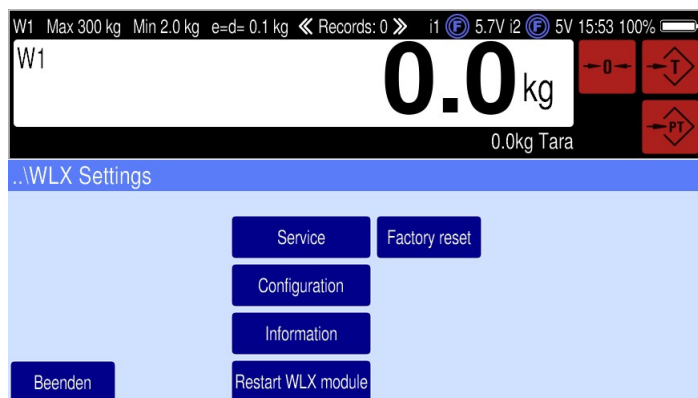 W1 Max 300 kg Min 2.0 kg e=d= 0.1 kg ≪ Records: 0 ≫ i1 F 5.7V i2 F 5V 15:53 100%
W1
0.0 kg
→0←
→T
→PT
0.0kg Tara
..\WLX Settings
Service Factory reset
Configuration
Information
Beenden Restart WLX module